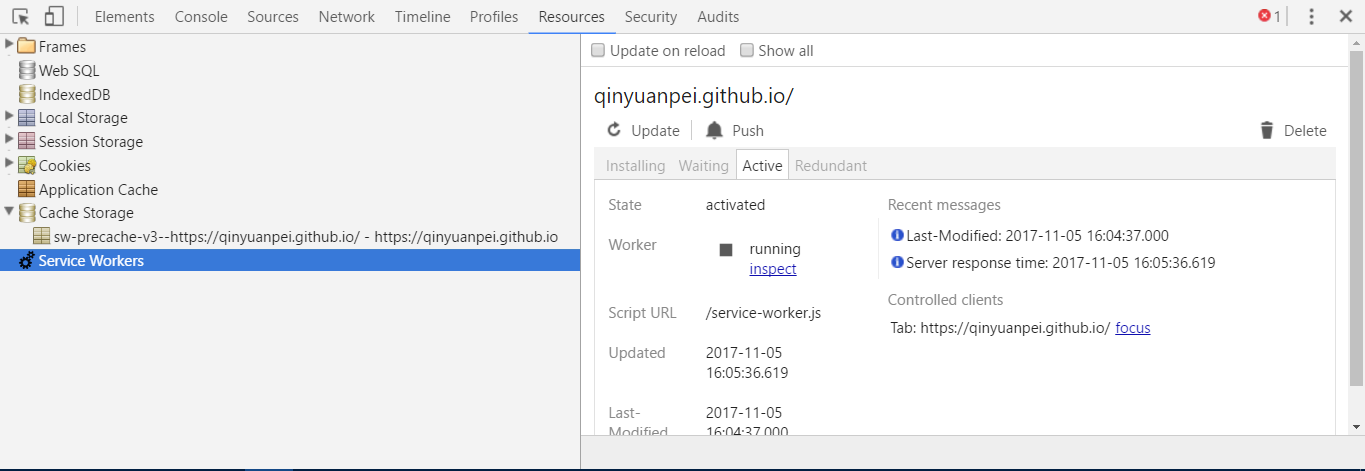 Elements Console Sources Network Timeline Profiles Resources Security Audits 1
Frames
Web SQL
IndexedDB
Local Storage
Session Storage
Cookies
Application Cache
Cache Storage
sw-precache-v3--https://qinyuanpei.github.io/ - https://qinyuanpei.github.io
Service Workers
Update on reload Show all
qinyuanpei.github.io/
Update Push Delete
Installing Waiting Active Redundant
State activated
Worker running
inspect
Script URL /service-worker.js
Updated 2017-11-05
16:05:36.619
Last- 2017-11-05
Modified 16:04:37.000
Recent messages
Last-Modified: 2017-11-05 16:04:37.000
Server response time: 2017-11-05 16:05:36.619
Controlled clients
Tab: https://qinyuanpei.github.io/ focus